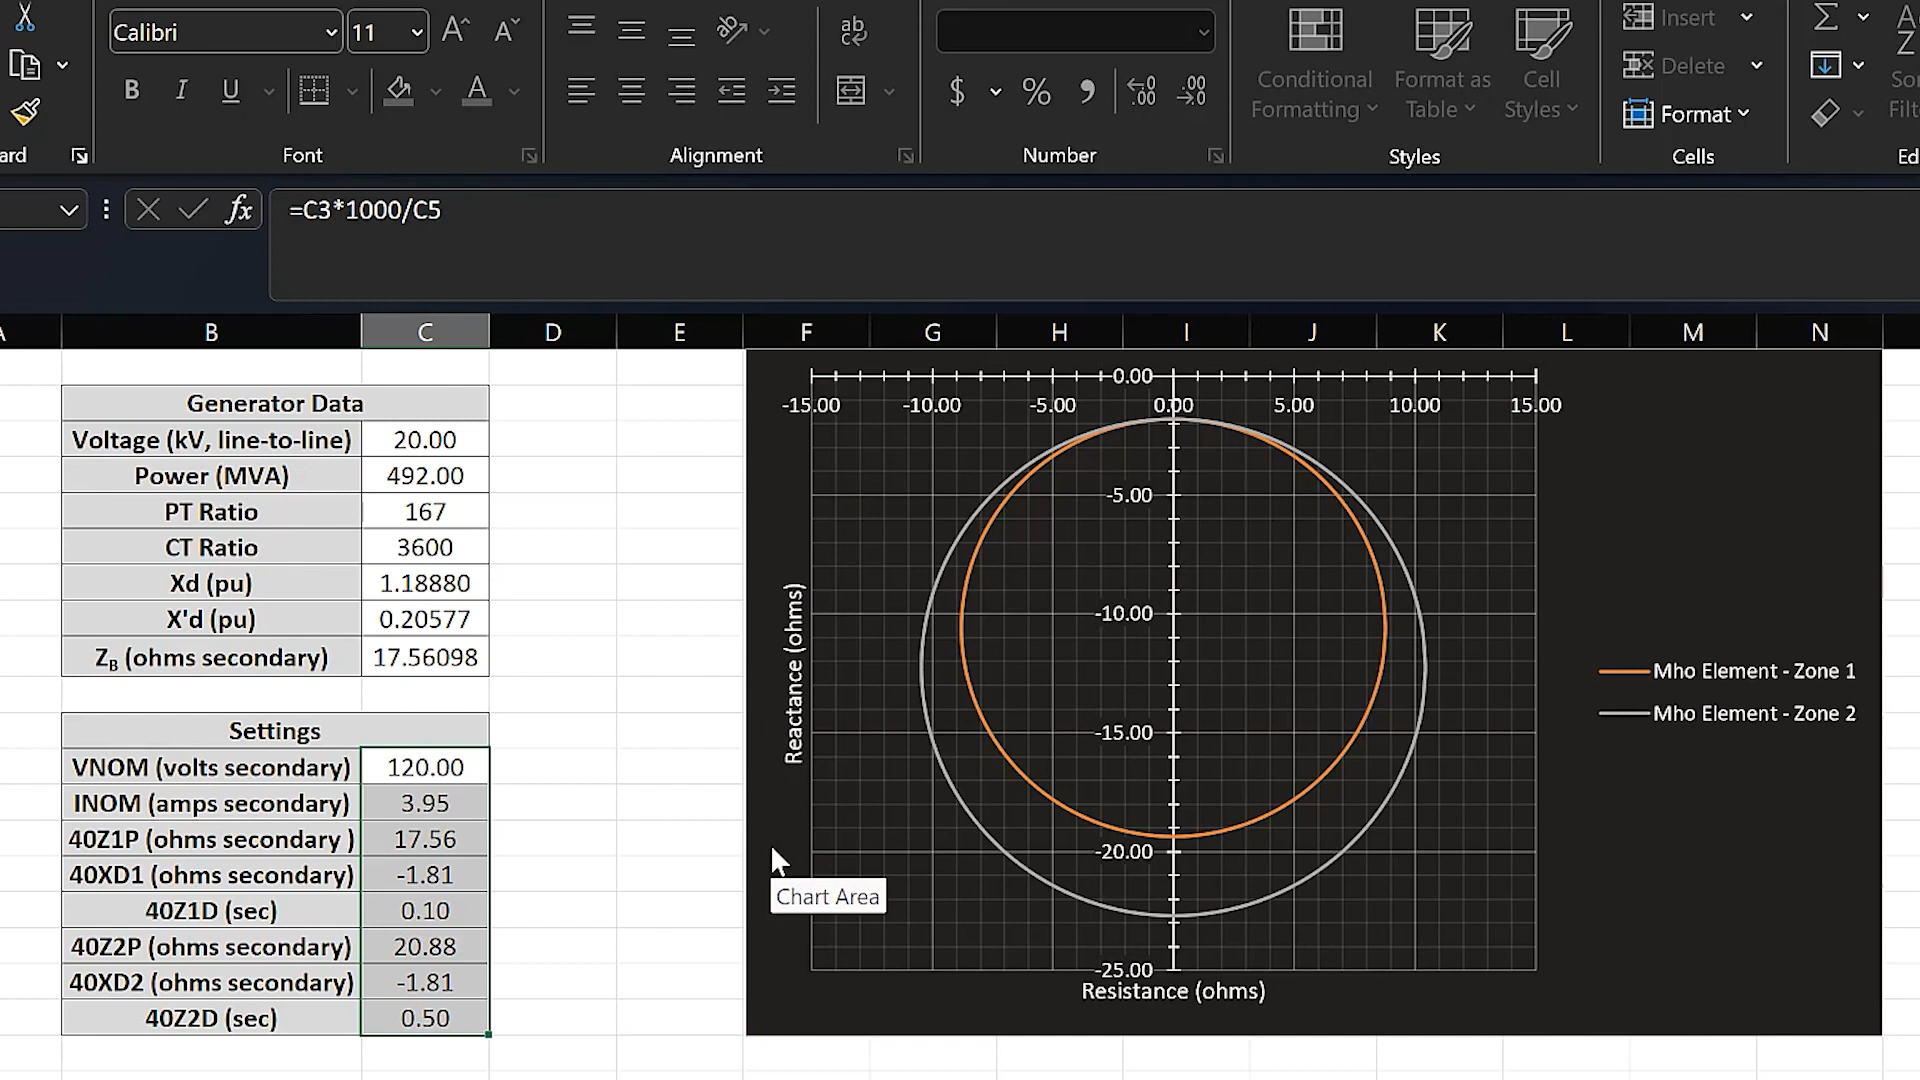 Calibri
11
ab
Insert
Conditional
Formatting
Format as
Table
Cell
Styles
Delete
Format
B I U
$ % 9
Font
Alignment
Number
Styles
Cells
=C3*1000/C5
B C D E F G H I J K L M N
Generator Data
Voltage (kV, line-to-line) 20.00
Power (MVA) 492.00
PT Ratio 167
CT Ratio 3600
Xd (pu) 1.18880
X'd (pu) 0.20577
ZB (ohms secondary) 17.56098
Settings
VNOM (volts secondary) 120.00
INOM (amps secondary) 3.95
40Z1P (ohms secondary ) 17.56
40XD1 (ohms secondary) -1.81
40Z1D (sec) 0.10
40Z2P (ohms secondary) 20.88
40XD2 (ohms secondary) -1.81
40Z2D (sec) 0.50
0.00
-15.00 -10.00 -5.00 0.00 5.00 10.00 15.00
-5.00
-10.00
-15.00
-20.00
-25.00
Reactance (ohms)
Resistance (ohms)
Mho Element - Zone 1
Mho Element - Zone 2
Chart Area